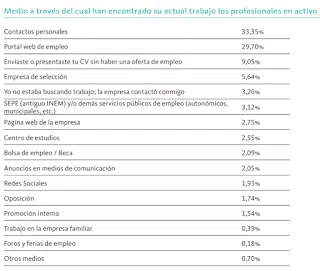 Medio a través del cual han encontrado su actual trabajo los profesionales en activo
Contactos personales 33,35%
Portal web de empleo 29,70%
Enviaste o presentaste tu CV sin haber una oferta de empleo 9,05%
Empresa de selección 5,64%
Yo no estaba buscando trabajo; la empresa contactó conmigo 3,20%
SEPE (antiguo INEM) y/o demás servicios públicos de empleo (autonómicos,
municipales, etc.) 3,12%
Página web de la empresa 2,75%
Centro de estudios 2,55%
Bolsa de empleo / Beca 2,09%
Anuncios en medios de comunicación 2,05%
Redes Sociales 1,93%
Oposición 1,74%
Promoción interna 1,54%
Trabajo en la empresa familiar 0,39%
Foros y ferias de empleo 0,18%
Otros medios 0,70%